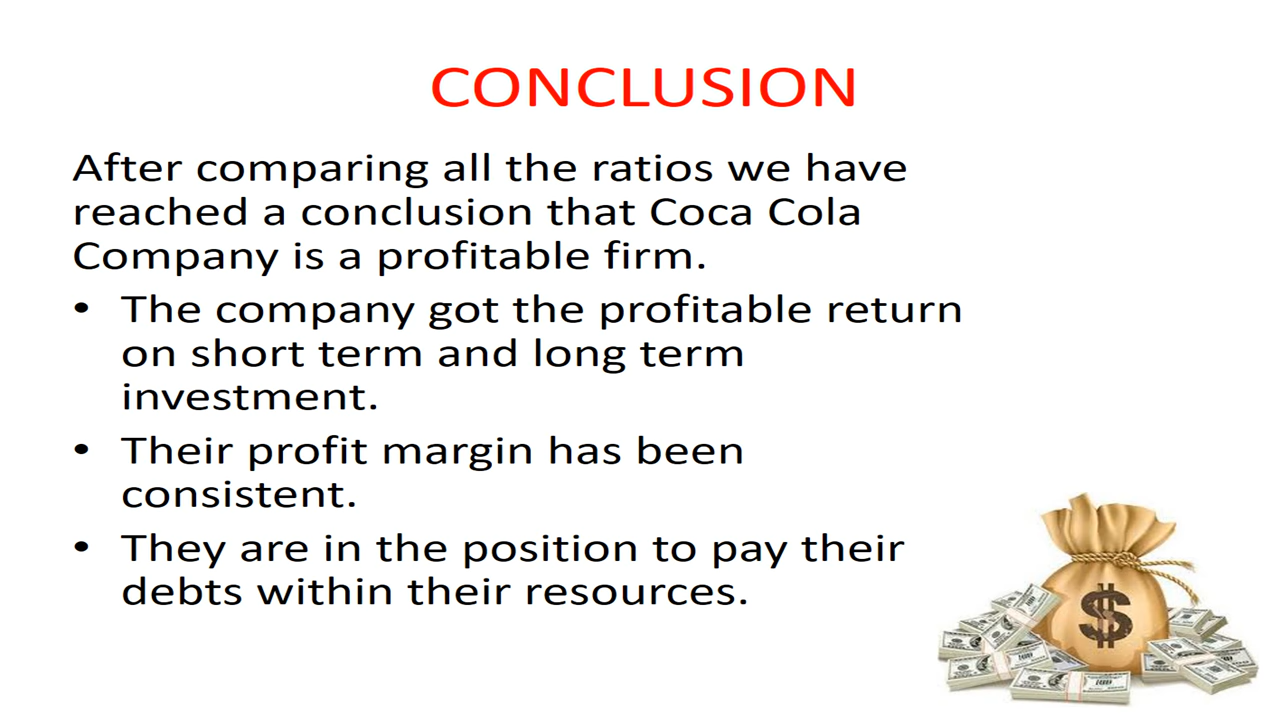 CONCLUSION
After comparing all the ratios we have
reached a conclusion that Coca Cola
Company is a profitable firm.
• The company got the profitable return
on short term and long term
investment.
• Their profit margin has been
consistent.
• They are in the position to pay their
debts within their resources.
$